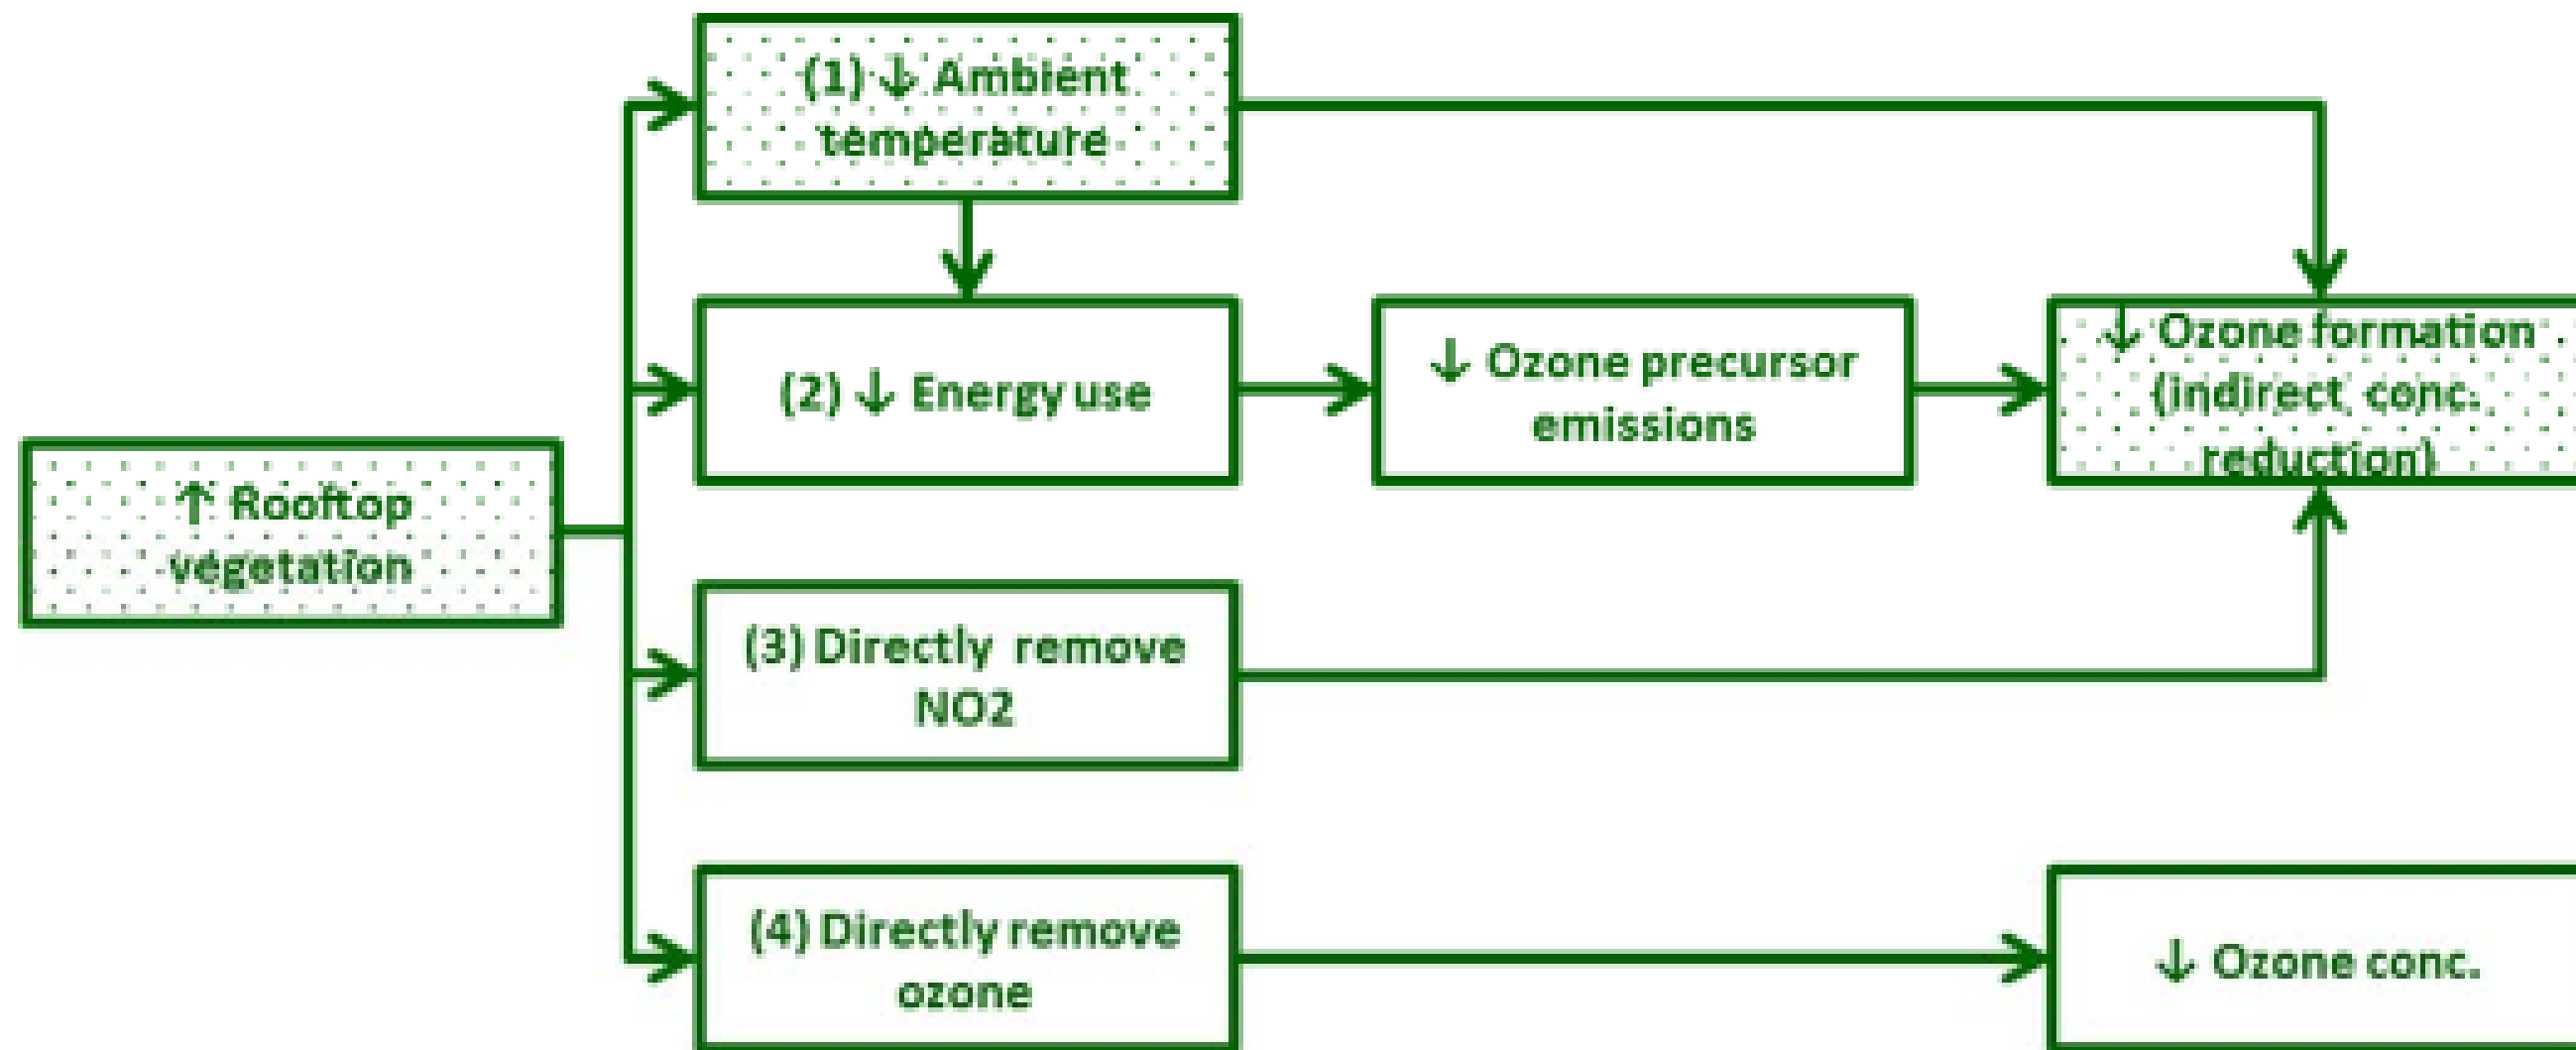 (1) ↓ Ambient
temperature
(2) ↓ Energy use
↓ Ozone precursor
emissions
↓ Ozone formation
(indirect conc.
reduction)
↑ Rooftop
vegetation
(3) Directly remove
NO2
(4) Directly remove
ozone
↓ Ozone conc.